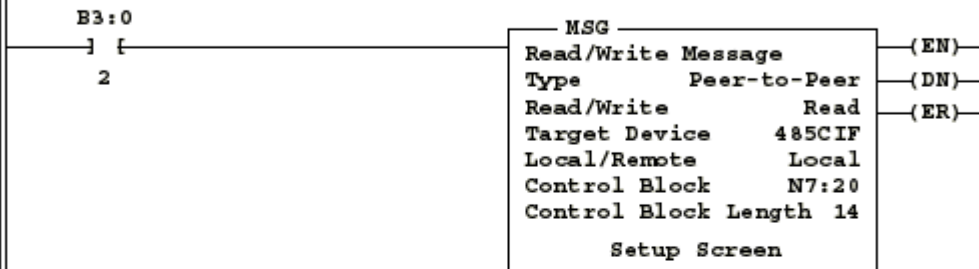 B3:0
] [
2
MSG
Read/Write Message
Type Peer-to-Peer
Read/Write Read
Target Device 485CIF
Local/Remote Local
Control Block N7:20
Control Block Length 14
Setup Screen
(EN)
(DN)
(ER)